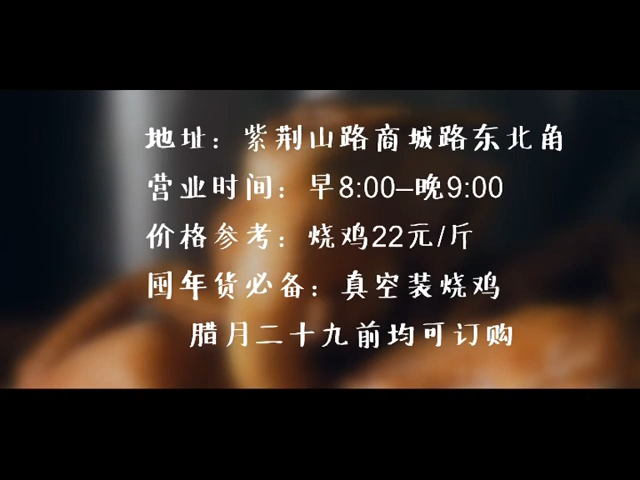 地址：紫荆山路商城路东北角
营业时间：早8:00—晚9:00
价格参考：烧鸡22元/斤
囤年货必备：真空装烧鸡
腊月二十九前均可订购